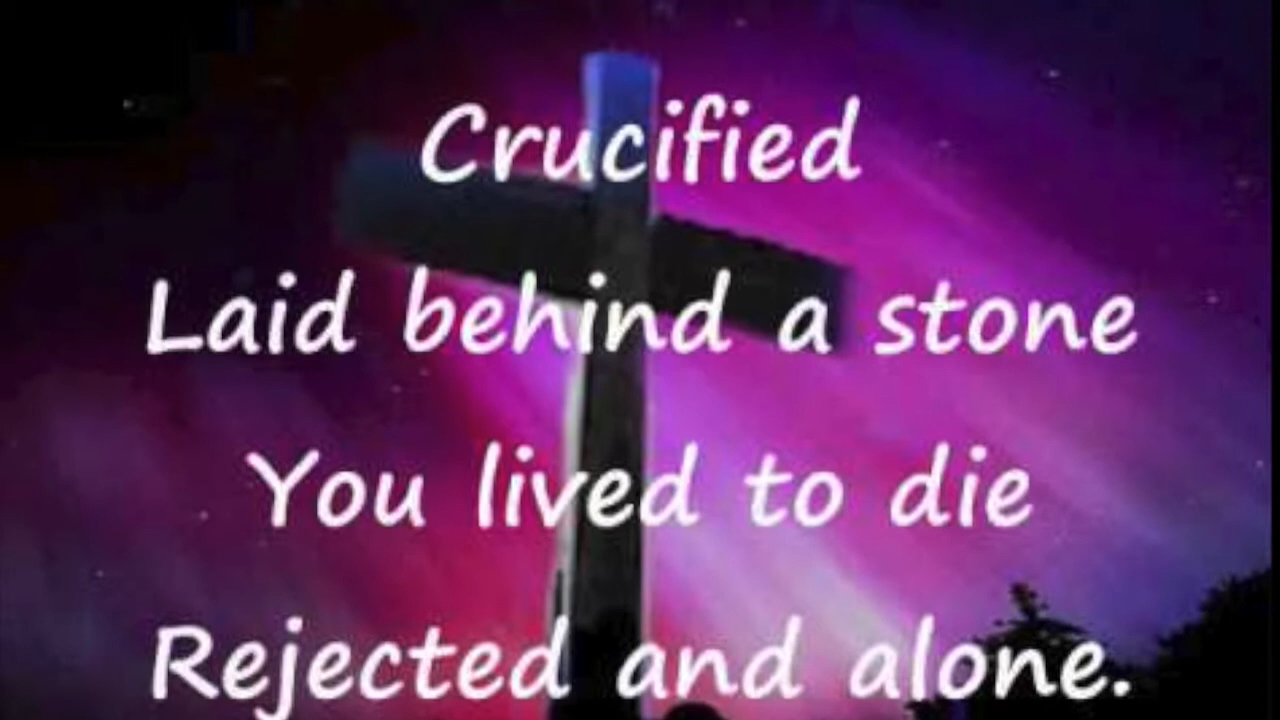 Crucified
Laid behind a stone
You lived to die
Rejected and alone.